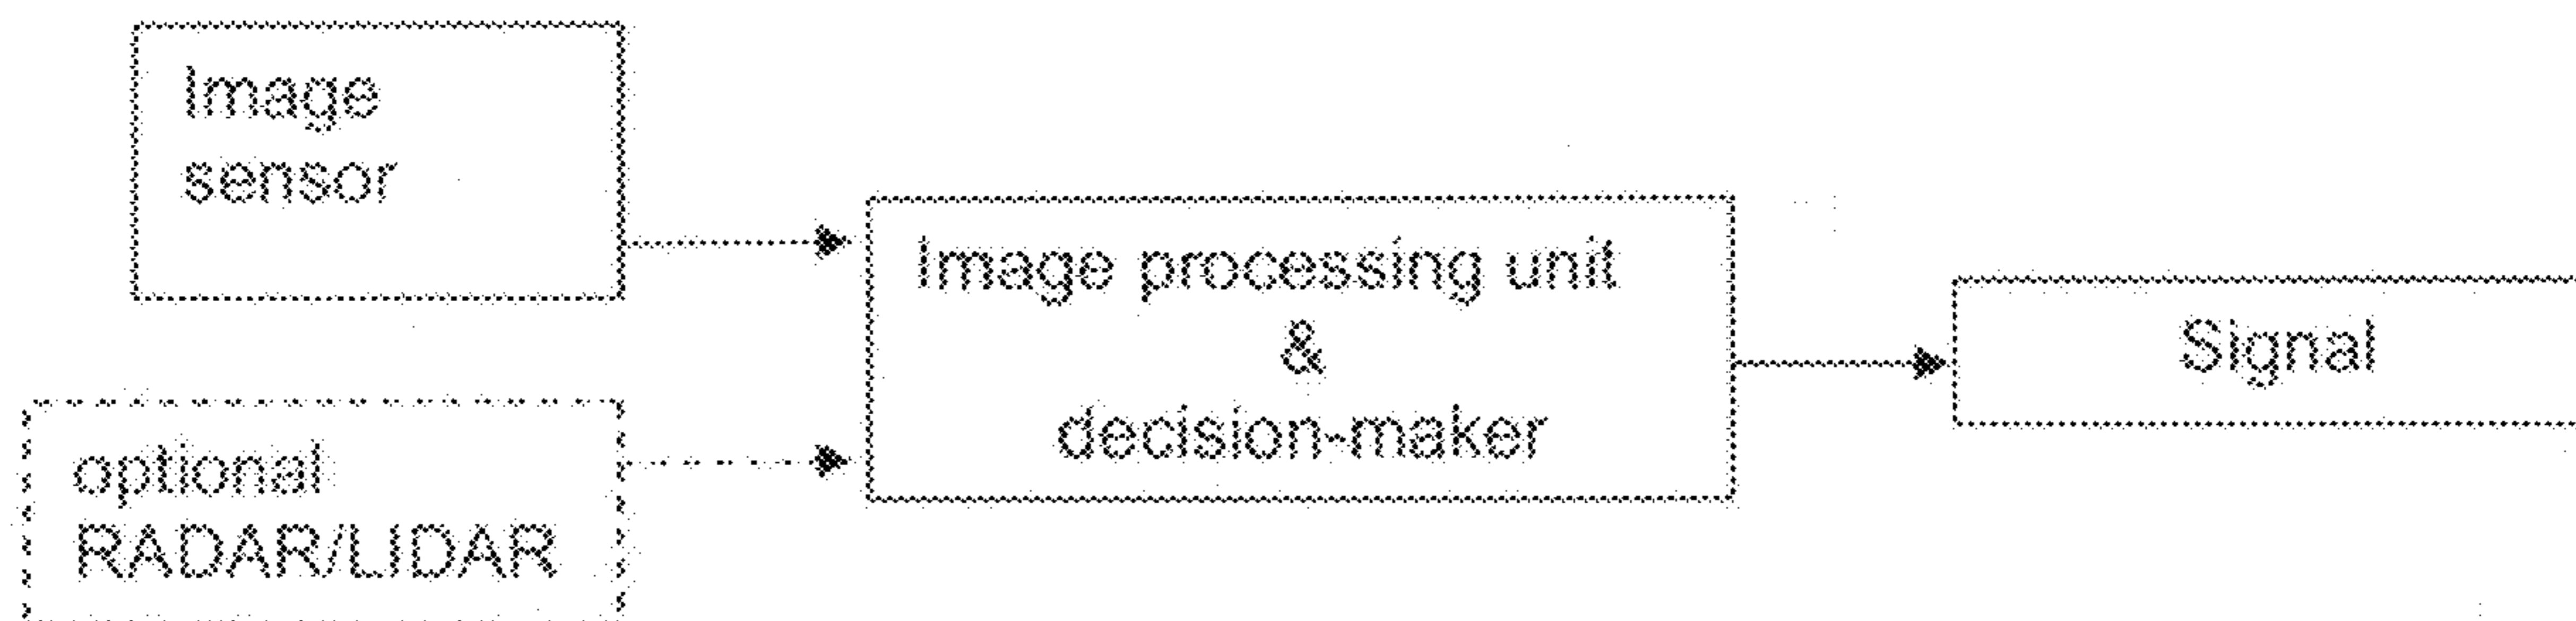 Image
sensor
Image processing unit
&
decision-maker
Signal
optional
RADAR/LIDAR